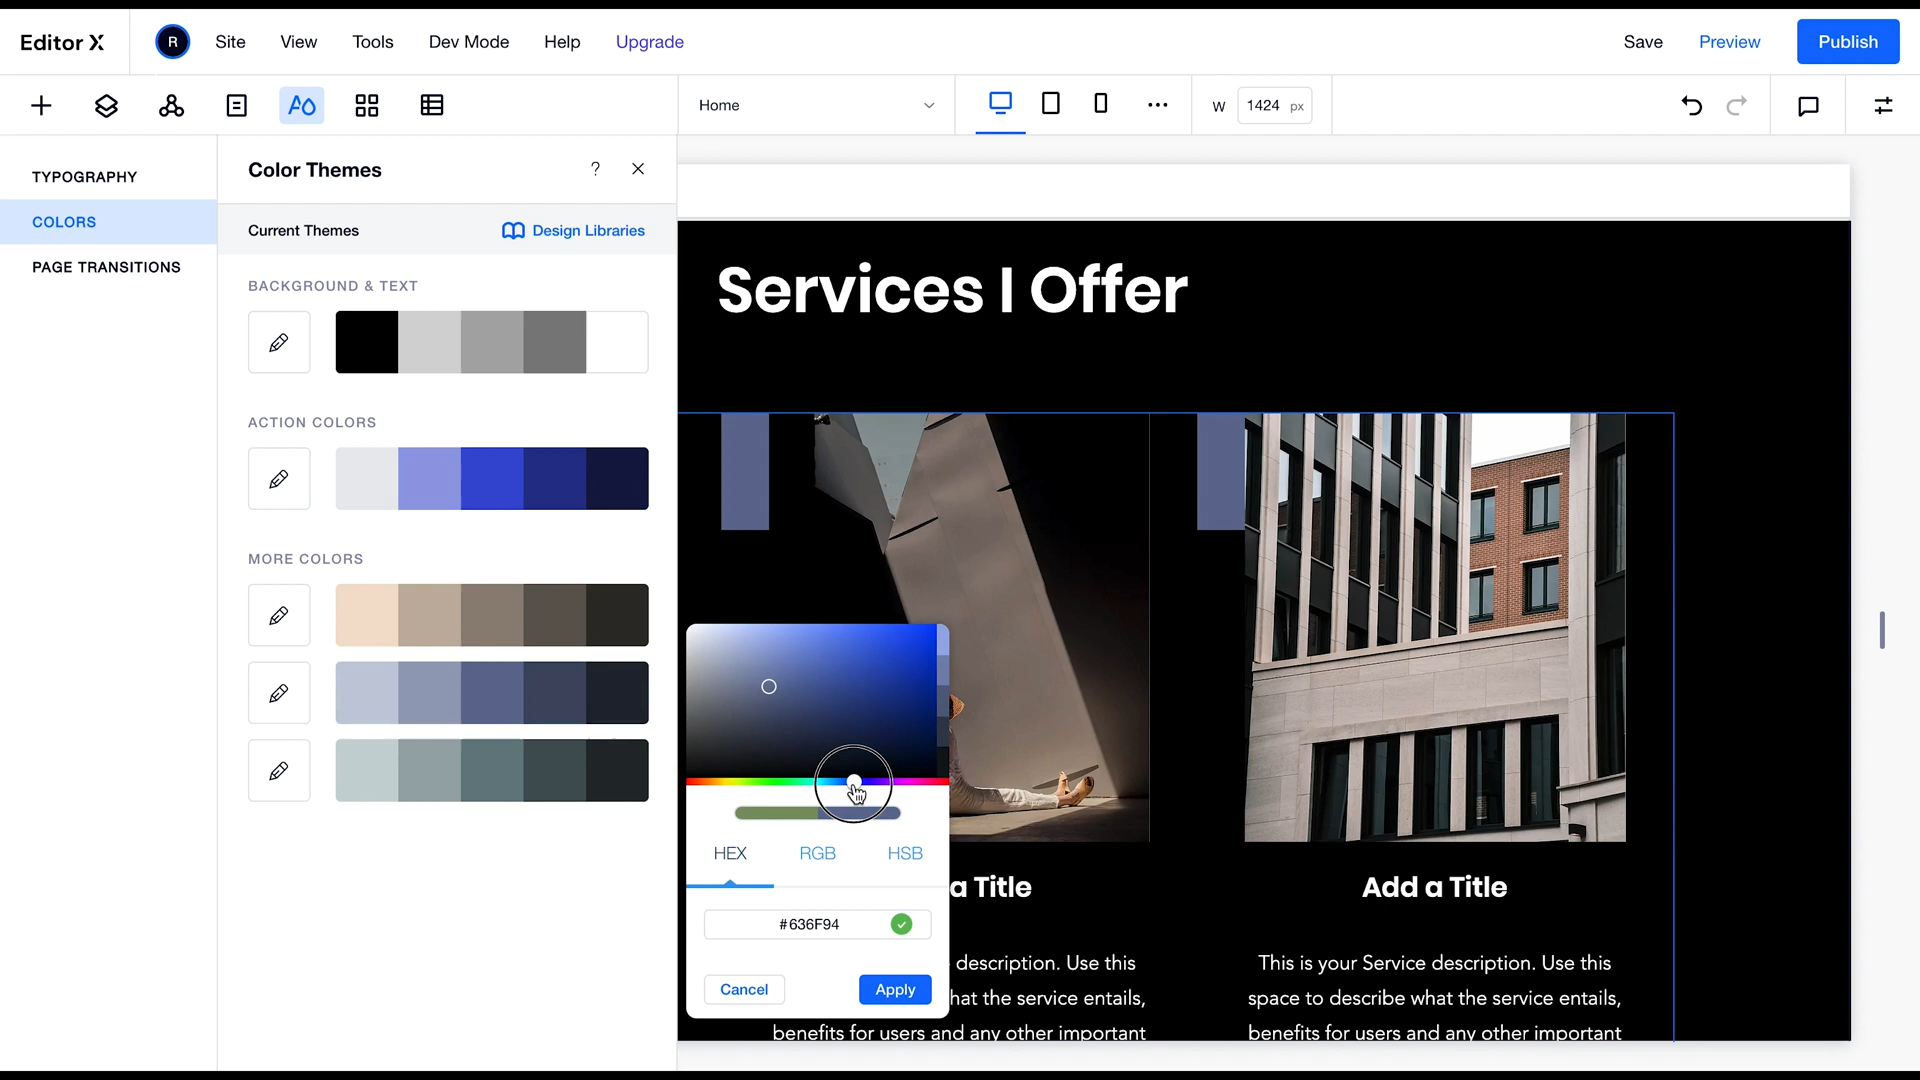 Editor X
R
Site
View
Tools
Dev Mode
Help
Upgrade
Save
Preview
Publish
Home
W
1424 px
TYPOGRAPHY
COLORS
PAGE TRANSITIONS
Color Themes
?
Current Themes
Design Libraries
BACKGROUND & TEXT
ACTION COLORS
MORE COLORS
Services I Offer
HEX
RGB
HSB
#636F94
Cancel
Apply
a Title
description. Use this
hat the service entails,
benefits for users and any other important
Add a Title
This is your Service description. Use this
space to describe what the service entails,
benefits for users and any other important